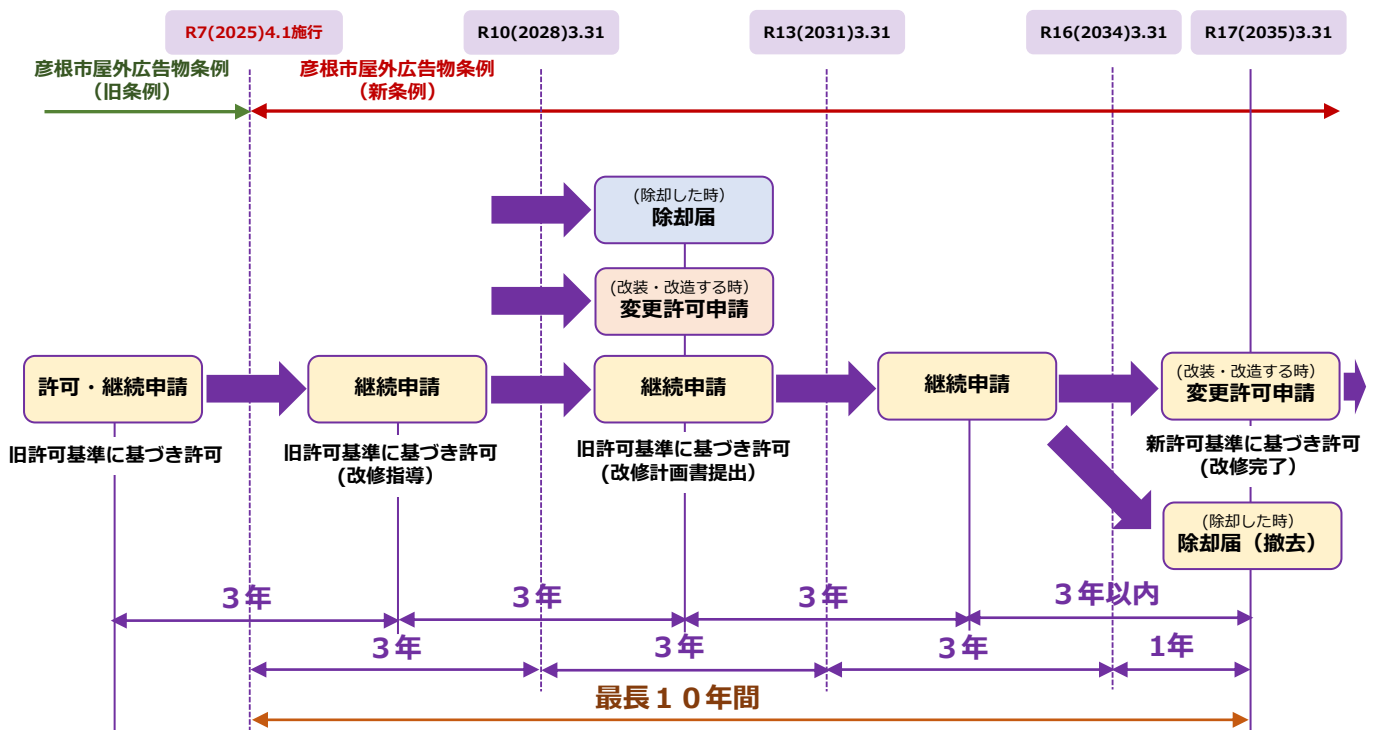 R7(2025)4.1施行
R10(2028)3.31
R13(2031)3.31
R16(2034)3.31
R17(2035)3.31
彦根市屋外広告物条例
（旧条例）
彦根市屋外広告物条例
（新条例）
(除却した時）
除却届
(改装・改造する時）
変更許可申請
許可・継続申請
継続申請
継続申請
継続申請
(改装・改造する時）
変更許可申請
旧許可基準に基づき許可
旧許可基準に基づき許可
(改修指導）
旧許可基準に基づき許可
(改修計画書提出）
新許可基準に基づき許可
(改修完了）
(除却した時）
除却届（撤去）
３年
３年
３年
３年以内
３年
３年
３年
1年
最長１０年間